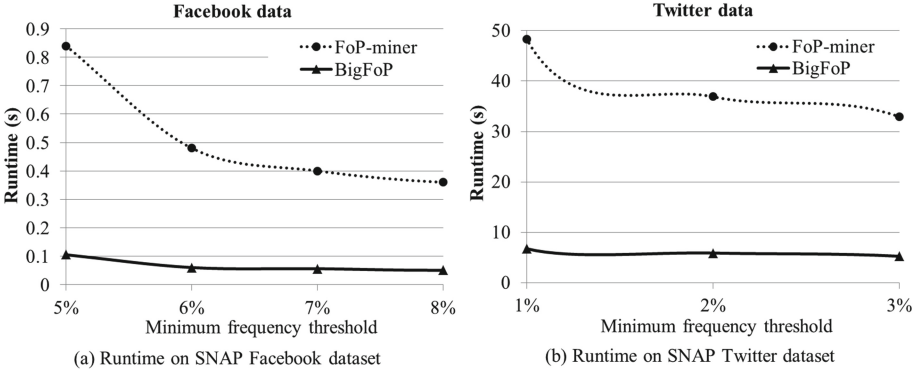 Facebook data
0.9
0.8
0.7
0.6
0.5
0.4
0.3
0.2
0.1
0
Runtime (s)
FoP-miner
BigFoP
5% 6% 7% 8%
Minimum frequency threshold
(a) Runtime on SNAP Facebook dataset
Twitter data
50
40
30
20
10
0
Runtime (s)
FoP-miner
BigFoP
1% 2% 3%
Minimum frequency threshold
(b) Runtime on SNAP Twitter dataset